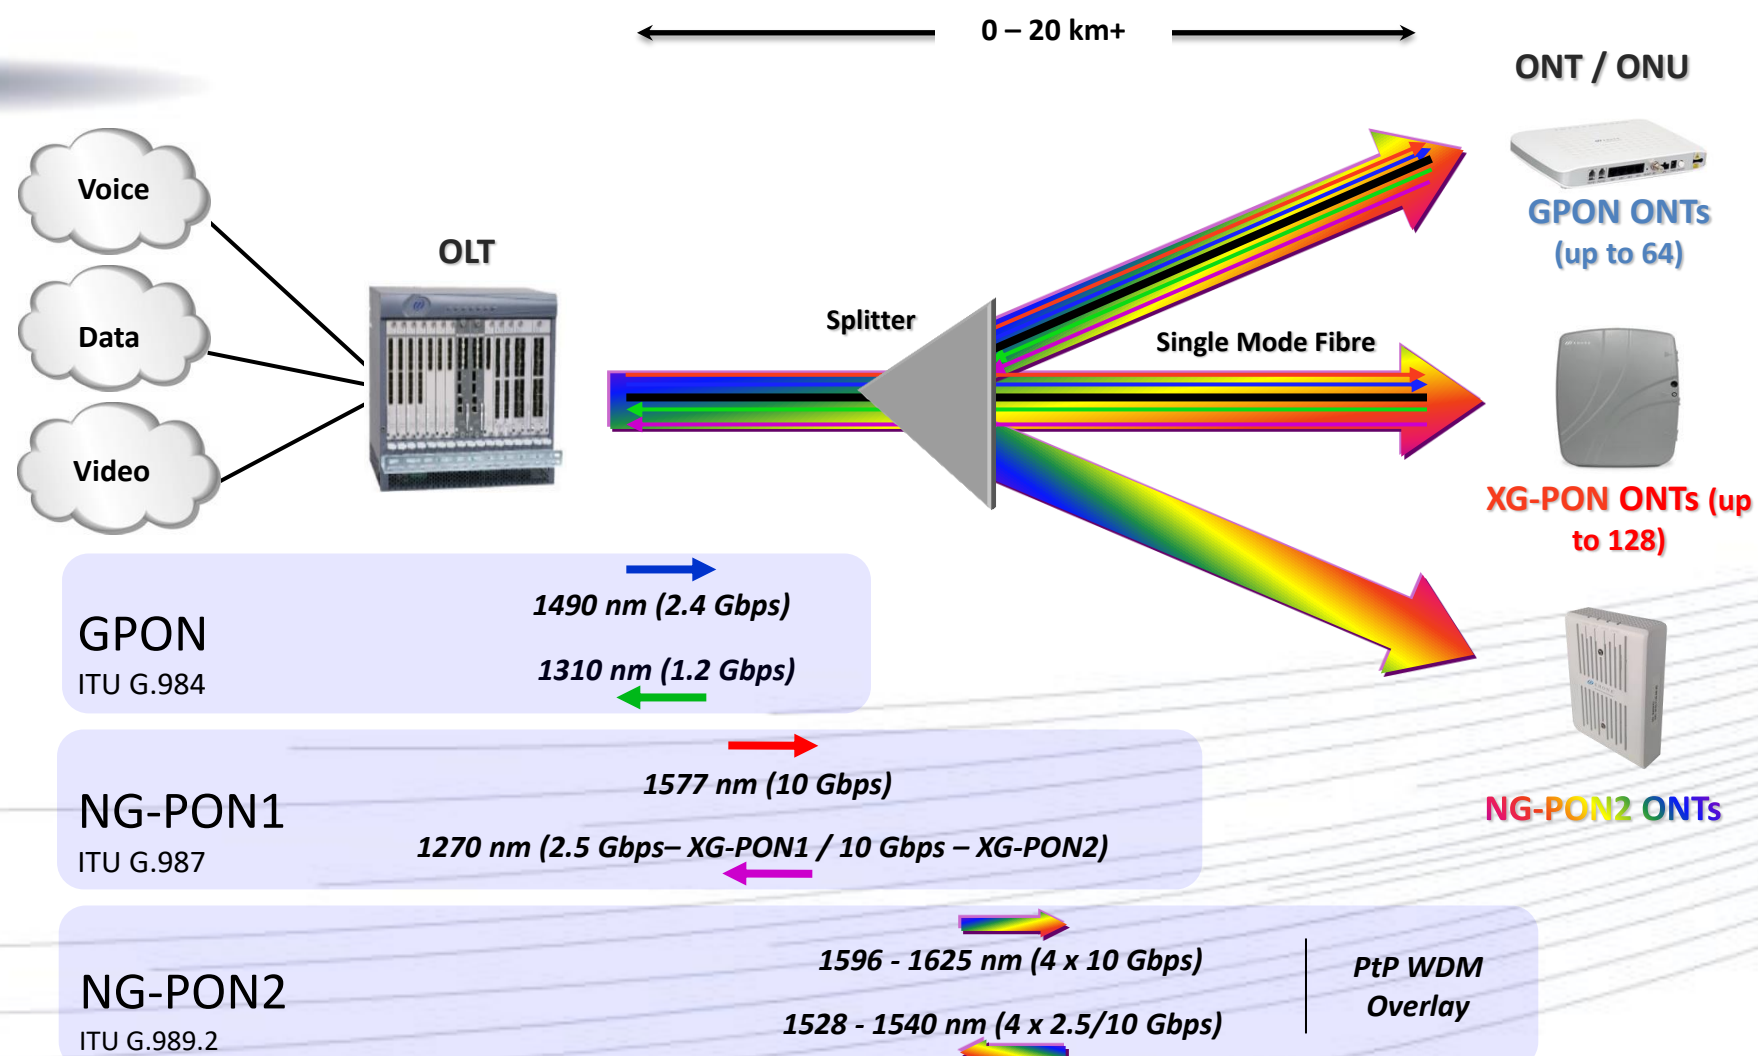 0 – 20 km+
ONT / ONU
Voice
GPON ONTs
(up to 64)
OLT
Data
Splitter
Single Mode Fibre
Video
XG-PON ONTs (up
to 128)
GPON
ITU G.984
1490 nm (2.4 Gbps)
1310 nm (1.2 Gbps)
NG-PON1
ITU G.987
1577 nm (10 Gbps)
1270 nm (2.5 Gbps– XG-PON1 / 10 Gbps – XG-PON2)
NG-PON2 ONTs
NG-PON2
ITU G.989.2
1596 - 1625 nm (4 x 10 Gbps)
1528 - 1540 nm (4 x 2.5/10 Gbps)
PtP WDM
Overlay